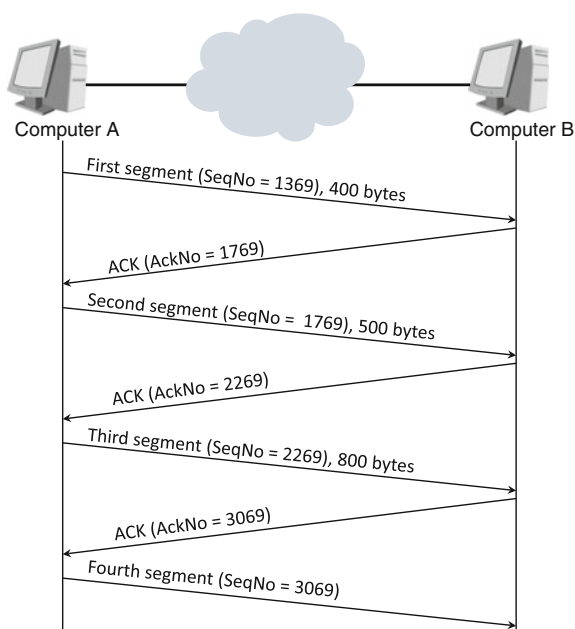 Computer A
Computer B
First segment (SeqNo = 1369), 400 bytes
ACK (AckNo = 1769)
Second segment (SeqNo = 1769), 500 bytes
ACK (AckNo = 2269)
Third segment (SeqNo = 2269), 800 bytes
ACK (AckNo = 3069)
Fourth segment (SeqNo = 3069)